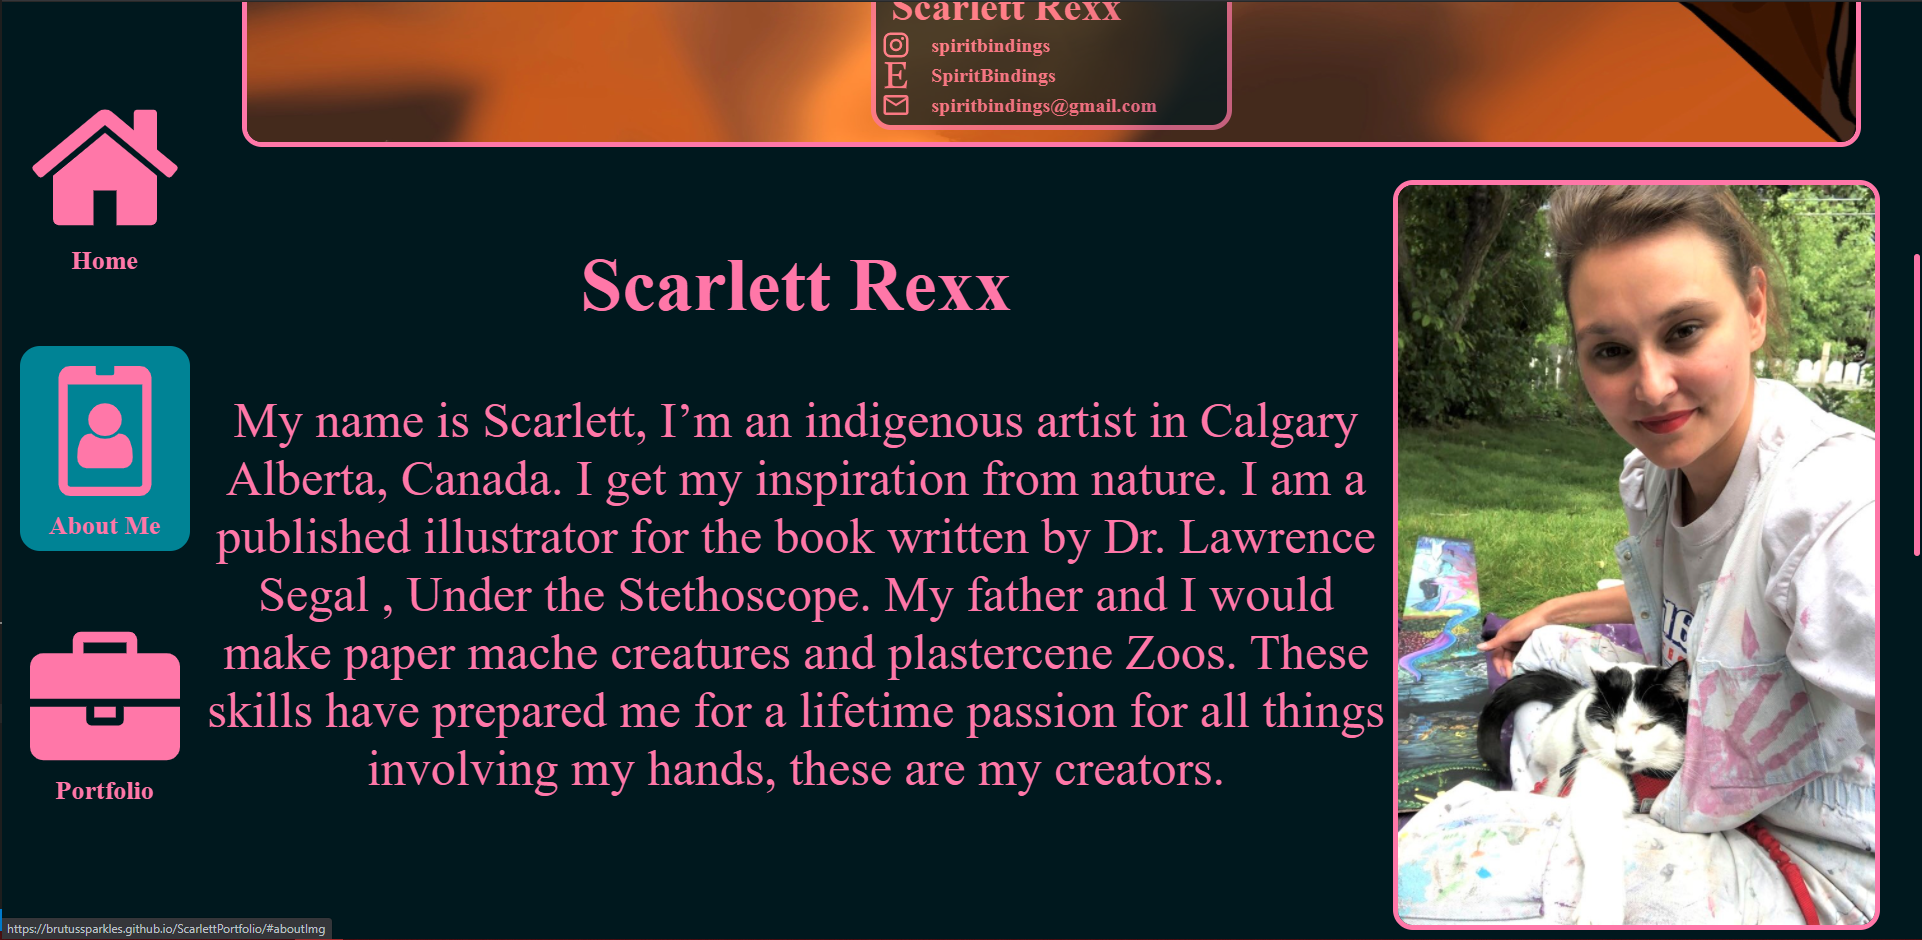 Scarlett Rexx
spiritbindings
E SpiritBindings
spiritbindings@gmail.com
Home
About Me
Portfolio
Scarlett Rexx
My name is Scarlett, I’m an indigenous artist in Calgary
Alberta, Canada. I get my inspiration from nature. I am a
published illustrator for the book written by Dr. Lawrence
Segal , Under the Stethoscope. My father and I would
make paper mache creatures and plastercene Zoos. These
skills have prepared me for a lifetime passion for all things
involving my hands, these are my creators.
https://brutussparkles.github.io/ScarlettPortfolio/#aboutImg